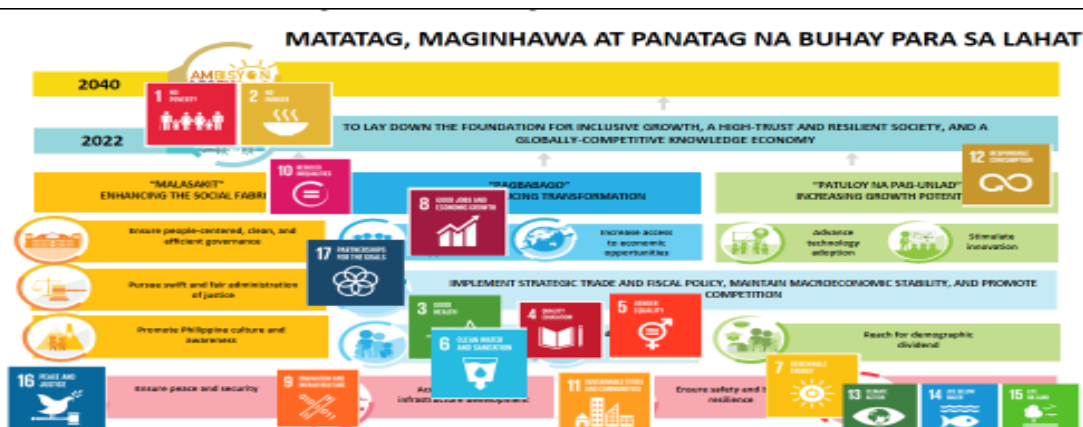 MATATAG, MAGINHAWA AT PANATAG NA BUHAY PARA SA LAHAT
2040
AMBISYON
1 NO
POVERTY
2 NO
HUNGER
2022
TO LAY DOWN THE FOUNDATION FOR INCLUSIVE GROWTH, A HIGH-TRUST AND RESILIENT SOCIETY, AND A
GLOBALLY-COMPETITIVE KNOWLEDGE ECONOMY
12 RESPONSIBLE
CONSUMPTION
10 REDUCED
INEQUALITIES
"MALASAKIT"
ENHANCING THE SOCIAL FABRI
"PAGBABAGO"
UCING TRANSFORMATION
"PATULOY NA PAG-UNLAD"
INCREASING GROWTH POTENT
8 GOOD JOBS AND
ECONOMIC GROWTH
Ensure people-centered, clean, and
efficient governance
Increase access
to economic
opportunities
Advance
technology
adoption
Stimulate
innovation
17 PARTNERSHIPS
FOR THE GOALS
Pursue swift and fair administration
of justice
IMPLEMENT STRATEGIC TRADE AND FISCAL POLICY, MAINTAIN MACROECONOMIC STABILITY, AND PROMOTE
COMPETITION
3 GOOD
HEALTH
4 QUALITY
EDUCATION
5 GENDER
EQUALITY
Promote Philippine culture and
awareness
6 CLEAN WATER
AND SANITATION
Reach for demographic
dividend
7 RENEWABLE
ENERGY
16 PEACE AND
JUSTICE
Ensure peace and security
9 INNOVATION AND
INFRASTRUCTURE
infrastructure development
11 SUSTAINABLE CITIES
AND COMMUNITIES
Ensure safety and
resilience
13 CLIMATE
ACTION
14 LIFE BELOW
WATER
15 LIFE
ON LAND